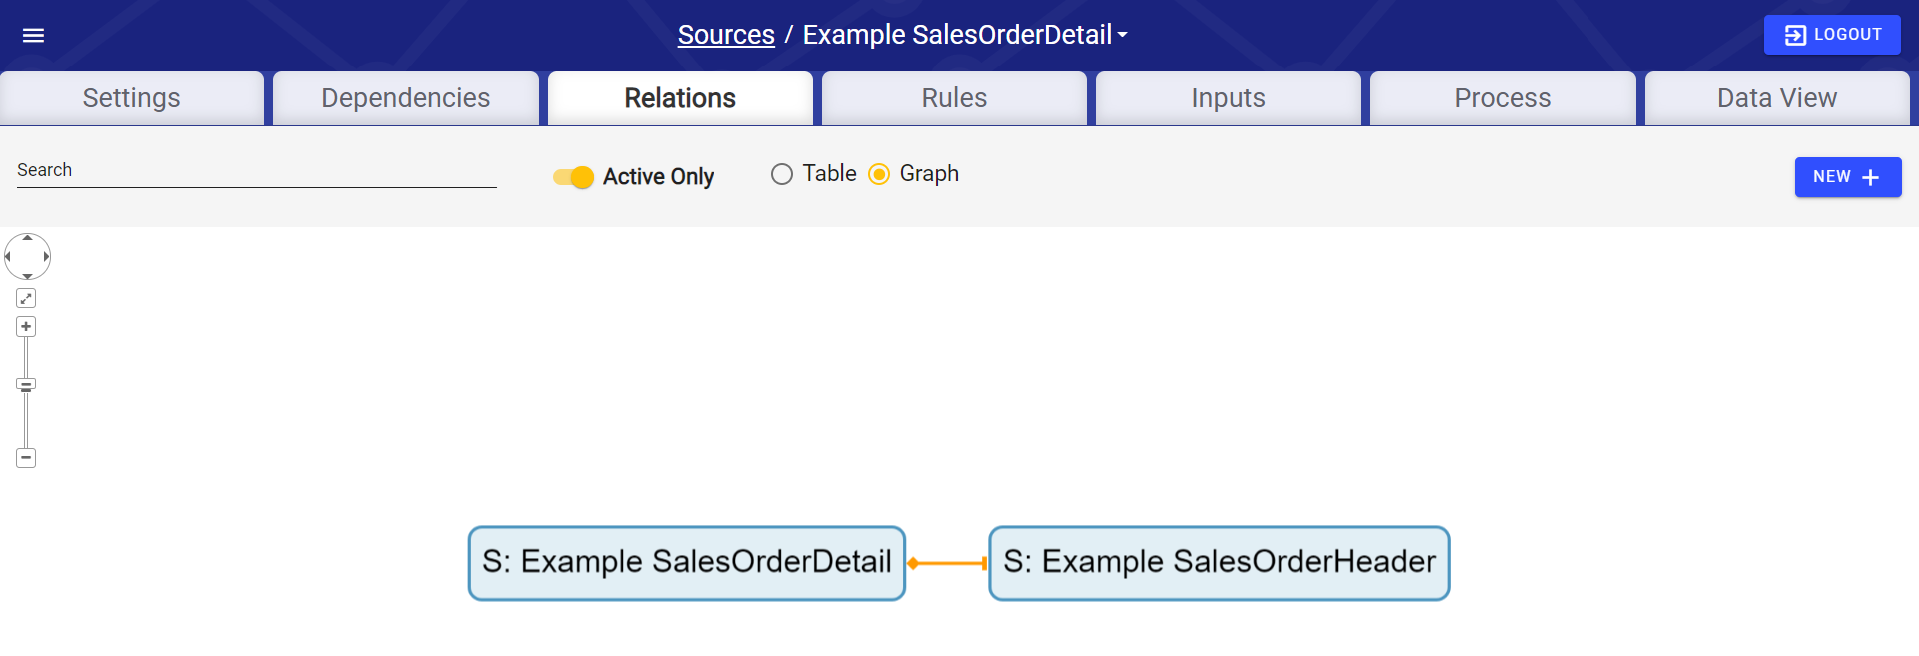 Sources / Example SalesOrderDetail
LOGOUT
Settings Dependencies Relations Rules Inputs Process Data View
Search Active Only Table Graph NEW +
S: Example SalesOrderDetail S: Example SalesOrderHeader